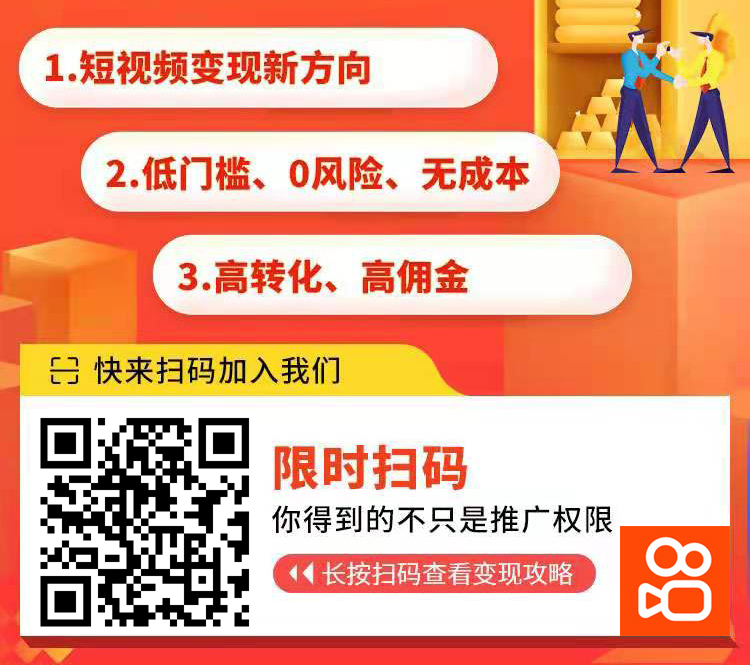 1.短视频变现新方向
2.低门槛、0风险、无成本
3.高转化、高佣金
快来扫码加入我们
限时扫码
你得到的不只是推广权限
长按扫码查看变现攻略